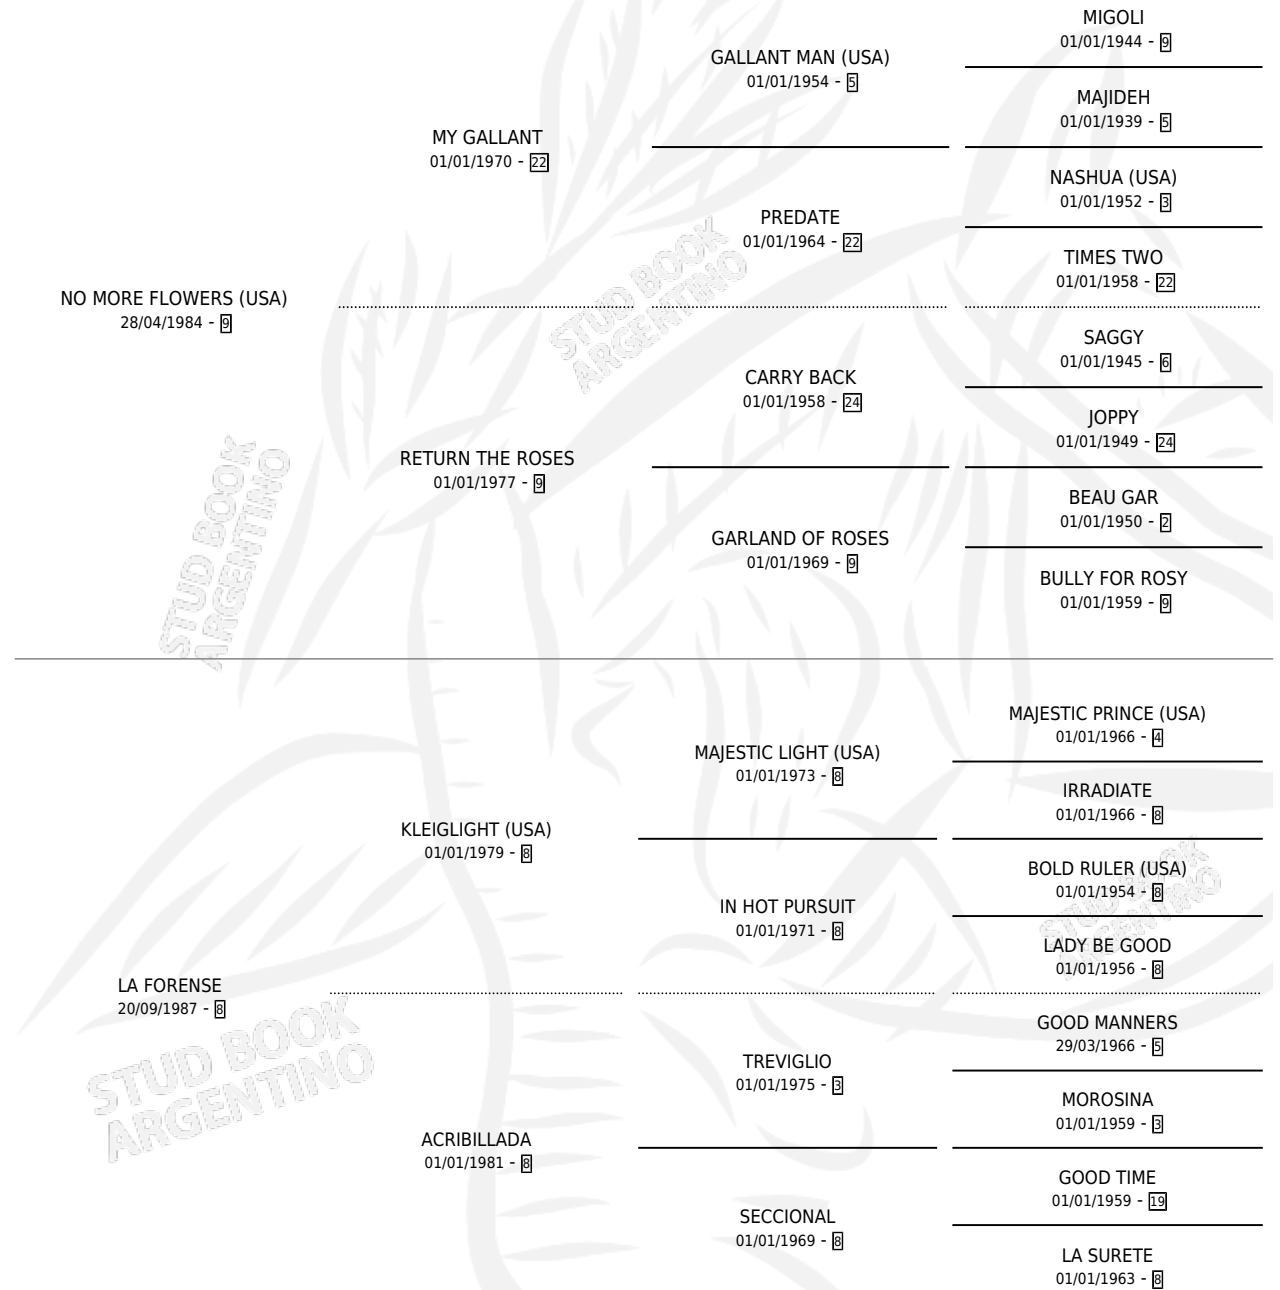 MIGOLI
01/01/1944 - 9
GALLANT MAN (USA)
01/01/1954 - 5
MAJIDEH
01/01/1939 - 5
MY GALLANT
01/01/1970 - 22
NASHUA (USA)
01/01/1952 - 3
PREDATE
01/01/1964 - 22
TIMES TWO
01/01/1958 - 22
NO MORE FLOWERS (USA)
28/04/1984 - 9
STUD BOOK
ARGENTINO
SAGGY
01/01/1945 - 6
CARRY BACK
01/01/1958 - 24
JOPPY
01/01/1949 - 24
RETURN THE ROSES
01/01/1977 - 9
BEAU GAR
01/01/1950 - 2
GARLAND OF ROSES
01/01/1969 - 9
BULLY FOR ROSY
01/01/1959 - 9
STUD BOOK
ARGENTINO
MAJESTIC PRINCE (USA)
01/01/1966 - 4
MAJESTIC LIGHT (USA)
01/01/1973 - 8
IRRADIATE
01/01/1966 - 8
KLEIGLIGHT (USA)
01/01/1979 - 8
BOLD RULER (USA)
01/01/1954 - 8
IN HOT PURSUIT
01/01/1971 - 8
LADY BE GOOD
01/01/1956 - 8
STUD BOOK
ARGENTINO
LA FORENSE
20/09/1987 - 8
GOOD MANNERS
29/03/1966 - 5
TREVIGLIO
01/01/1975 - 3
MOROSINA
01/01/1959 - 3
STUD BOOK
ARGENTINO
ACRIBILLADA
01/01/1981 - 8
GOOD TIME
01/01/1959 - 19
SECCIONAL
01/01/1969 - 8
LA SURETE
01/01/1963 - 8